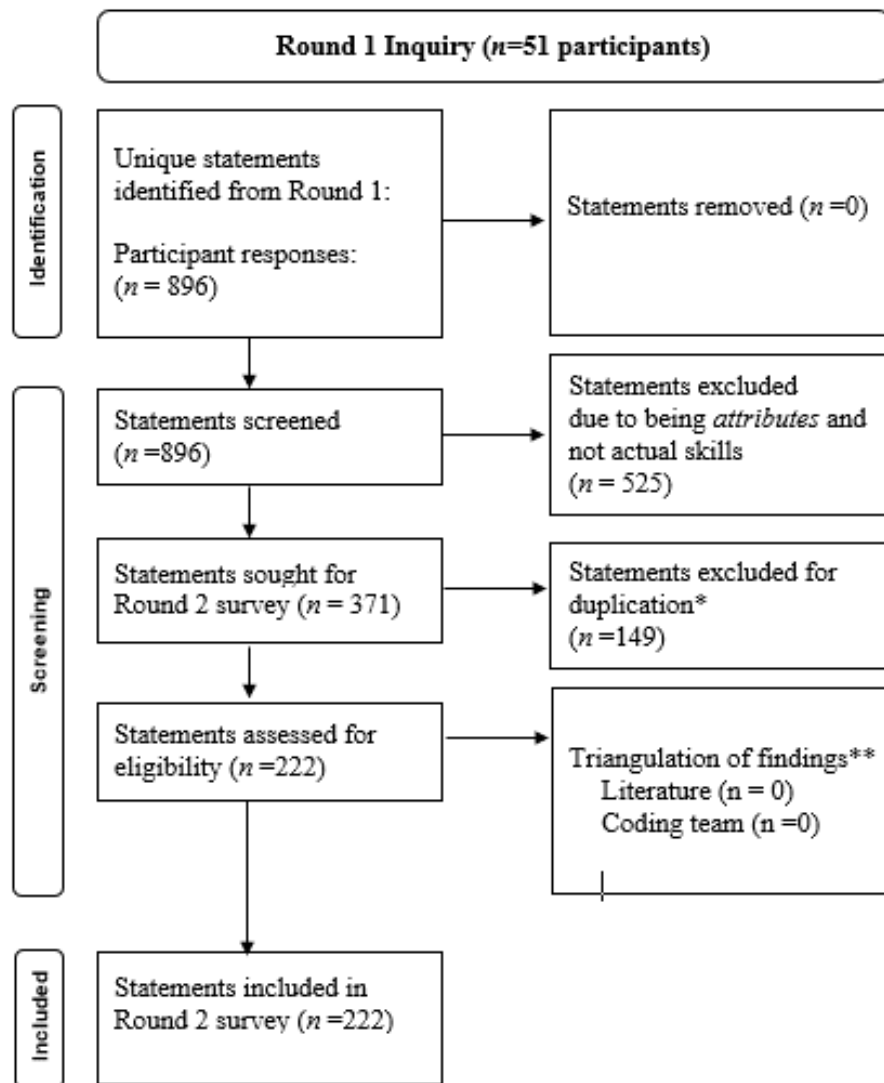 Round 1 Inquiry (n=51 participants)
Identification
Unique statements
identified from Round 1:
Participant responses:
(n = 896)
Statements removed (n =0)
Screening
Statements screened
(n =896)
Statements excluded
due to being attributes and
not actual skills
(n = 525)
Statements sought for
Round 2 survey (n = 371)
Statements excluded for
duplication*
(n =149)
Statements assessed for
eligibility (n =222)
Triangulation of findings**
Literature (n = 0)
Coding team (n =0)
Included
Statements included in
Round 2 survey (n =222)